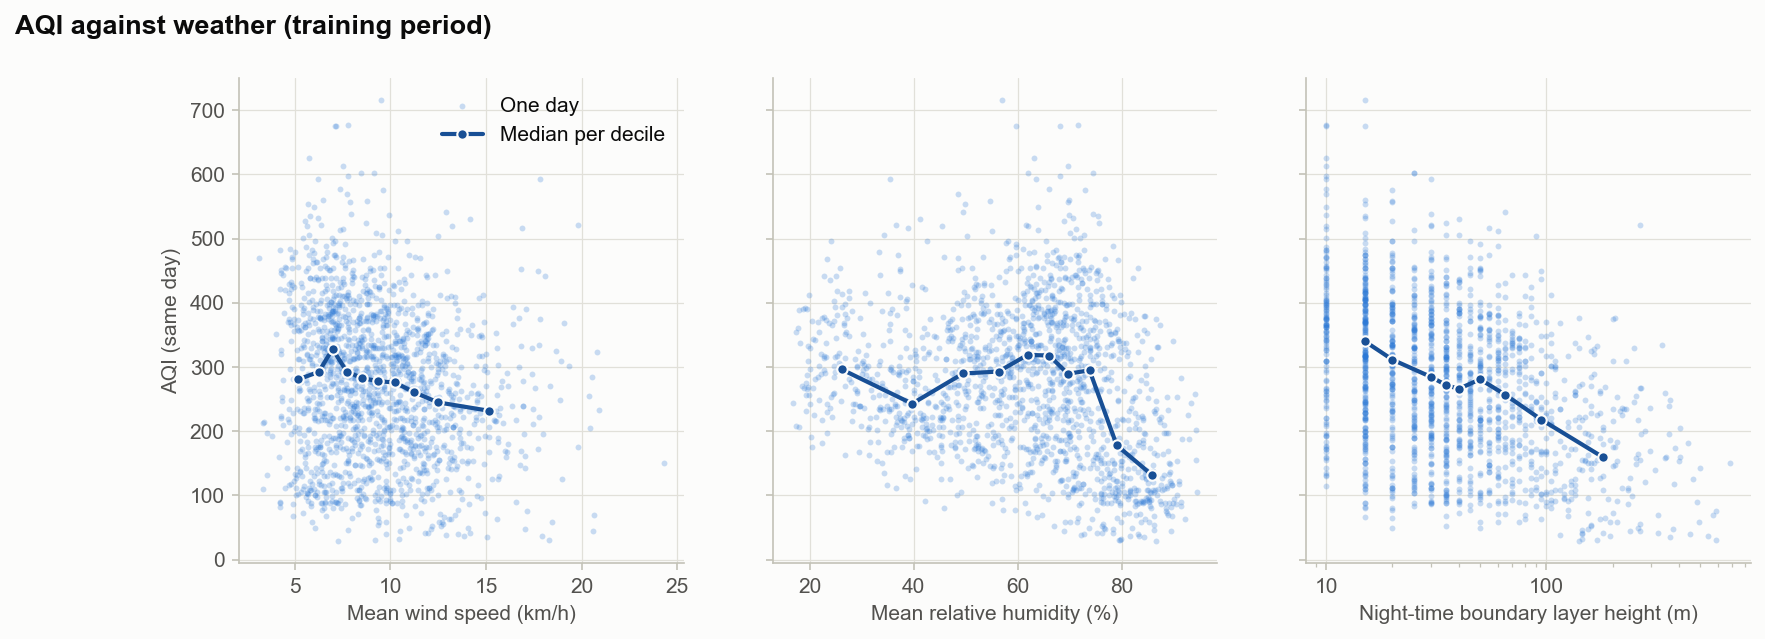 AQI against weather (training period)
AQI (same day)
700
600
500
400
300
200
100
0
One day
Median per decile
5 10 15 20 25
Mean wind speed (km/h)
20 40 60 80
Mean relative humidity (%)
10 100
Night-time boundary layer height (m)